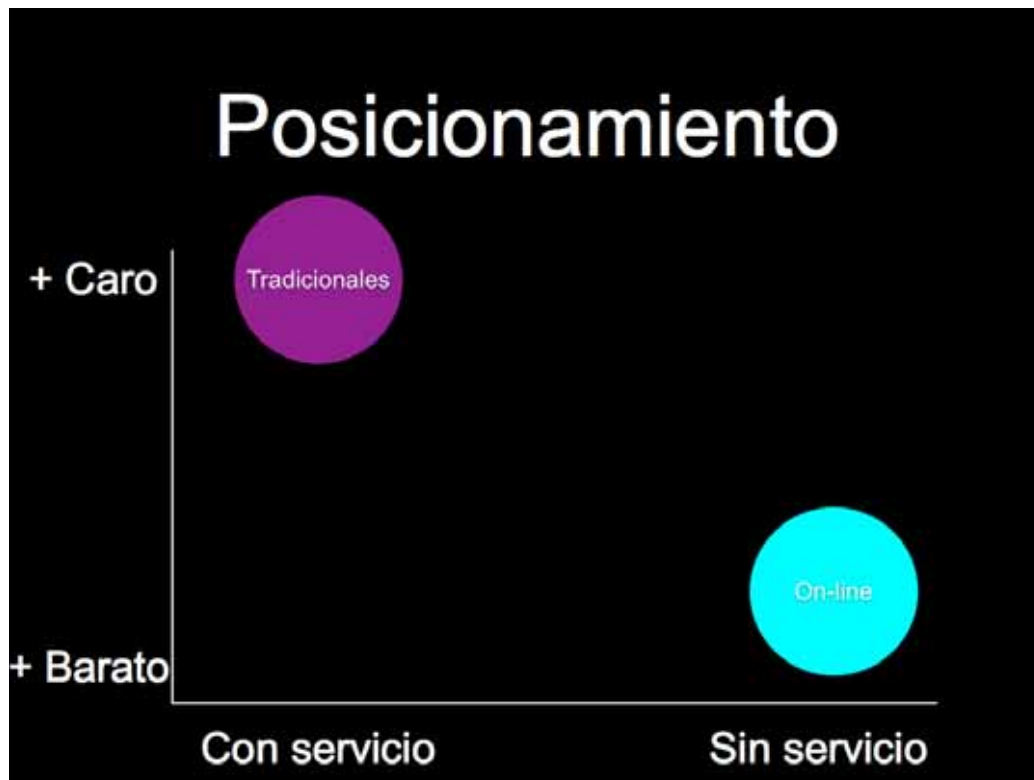 Posicionamiento
+ Caro
Tradicionales
On-line
+ Barato
Con servicio
Sin servicio